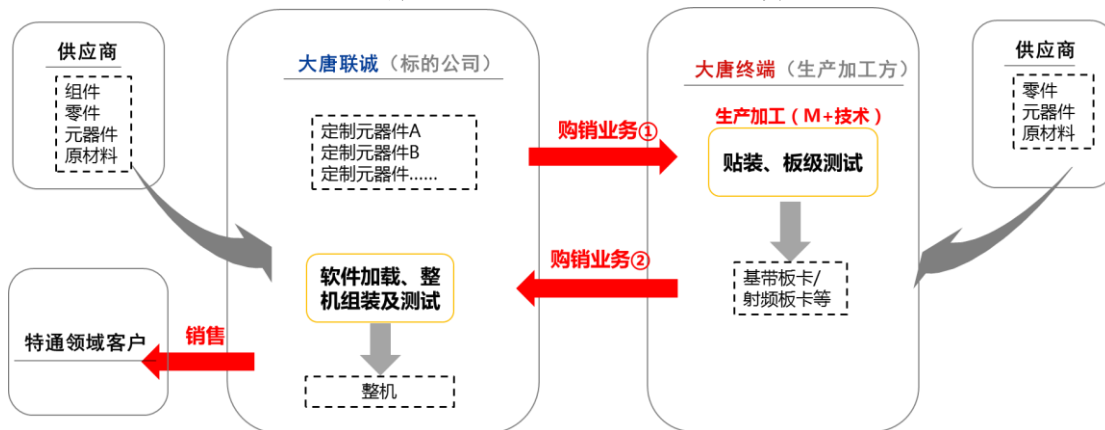 供应商
组件
零件
元器件
原材料
大唐联诚（标的公司）
定制元器件A
定制元器件B
定制元器件……
购销业务①
大唐终端（生产加工方）
生产加工（M+技术）
贴装、板级测试
供应商
零件
元器件
原材料
软件加载、整
机组装及测试
购销业务②
基带板卡/
射频板卡等
特通领域客户
销售
整机